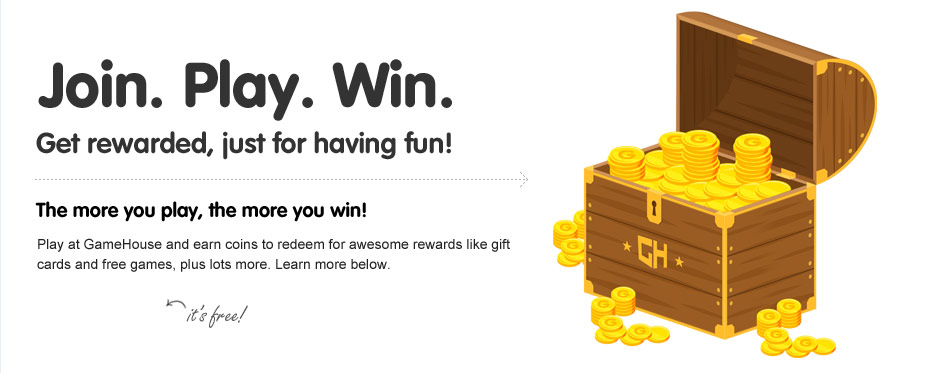 Join. Play. Win.
Get rewarded, just for having fun!
The more you play, the more you win!
Play at GameHouse and earn coins to redeem for awesome rewards like gift
cards and free games, plus lots more. Learn more below.
it's free!
GH